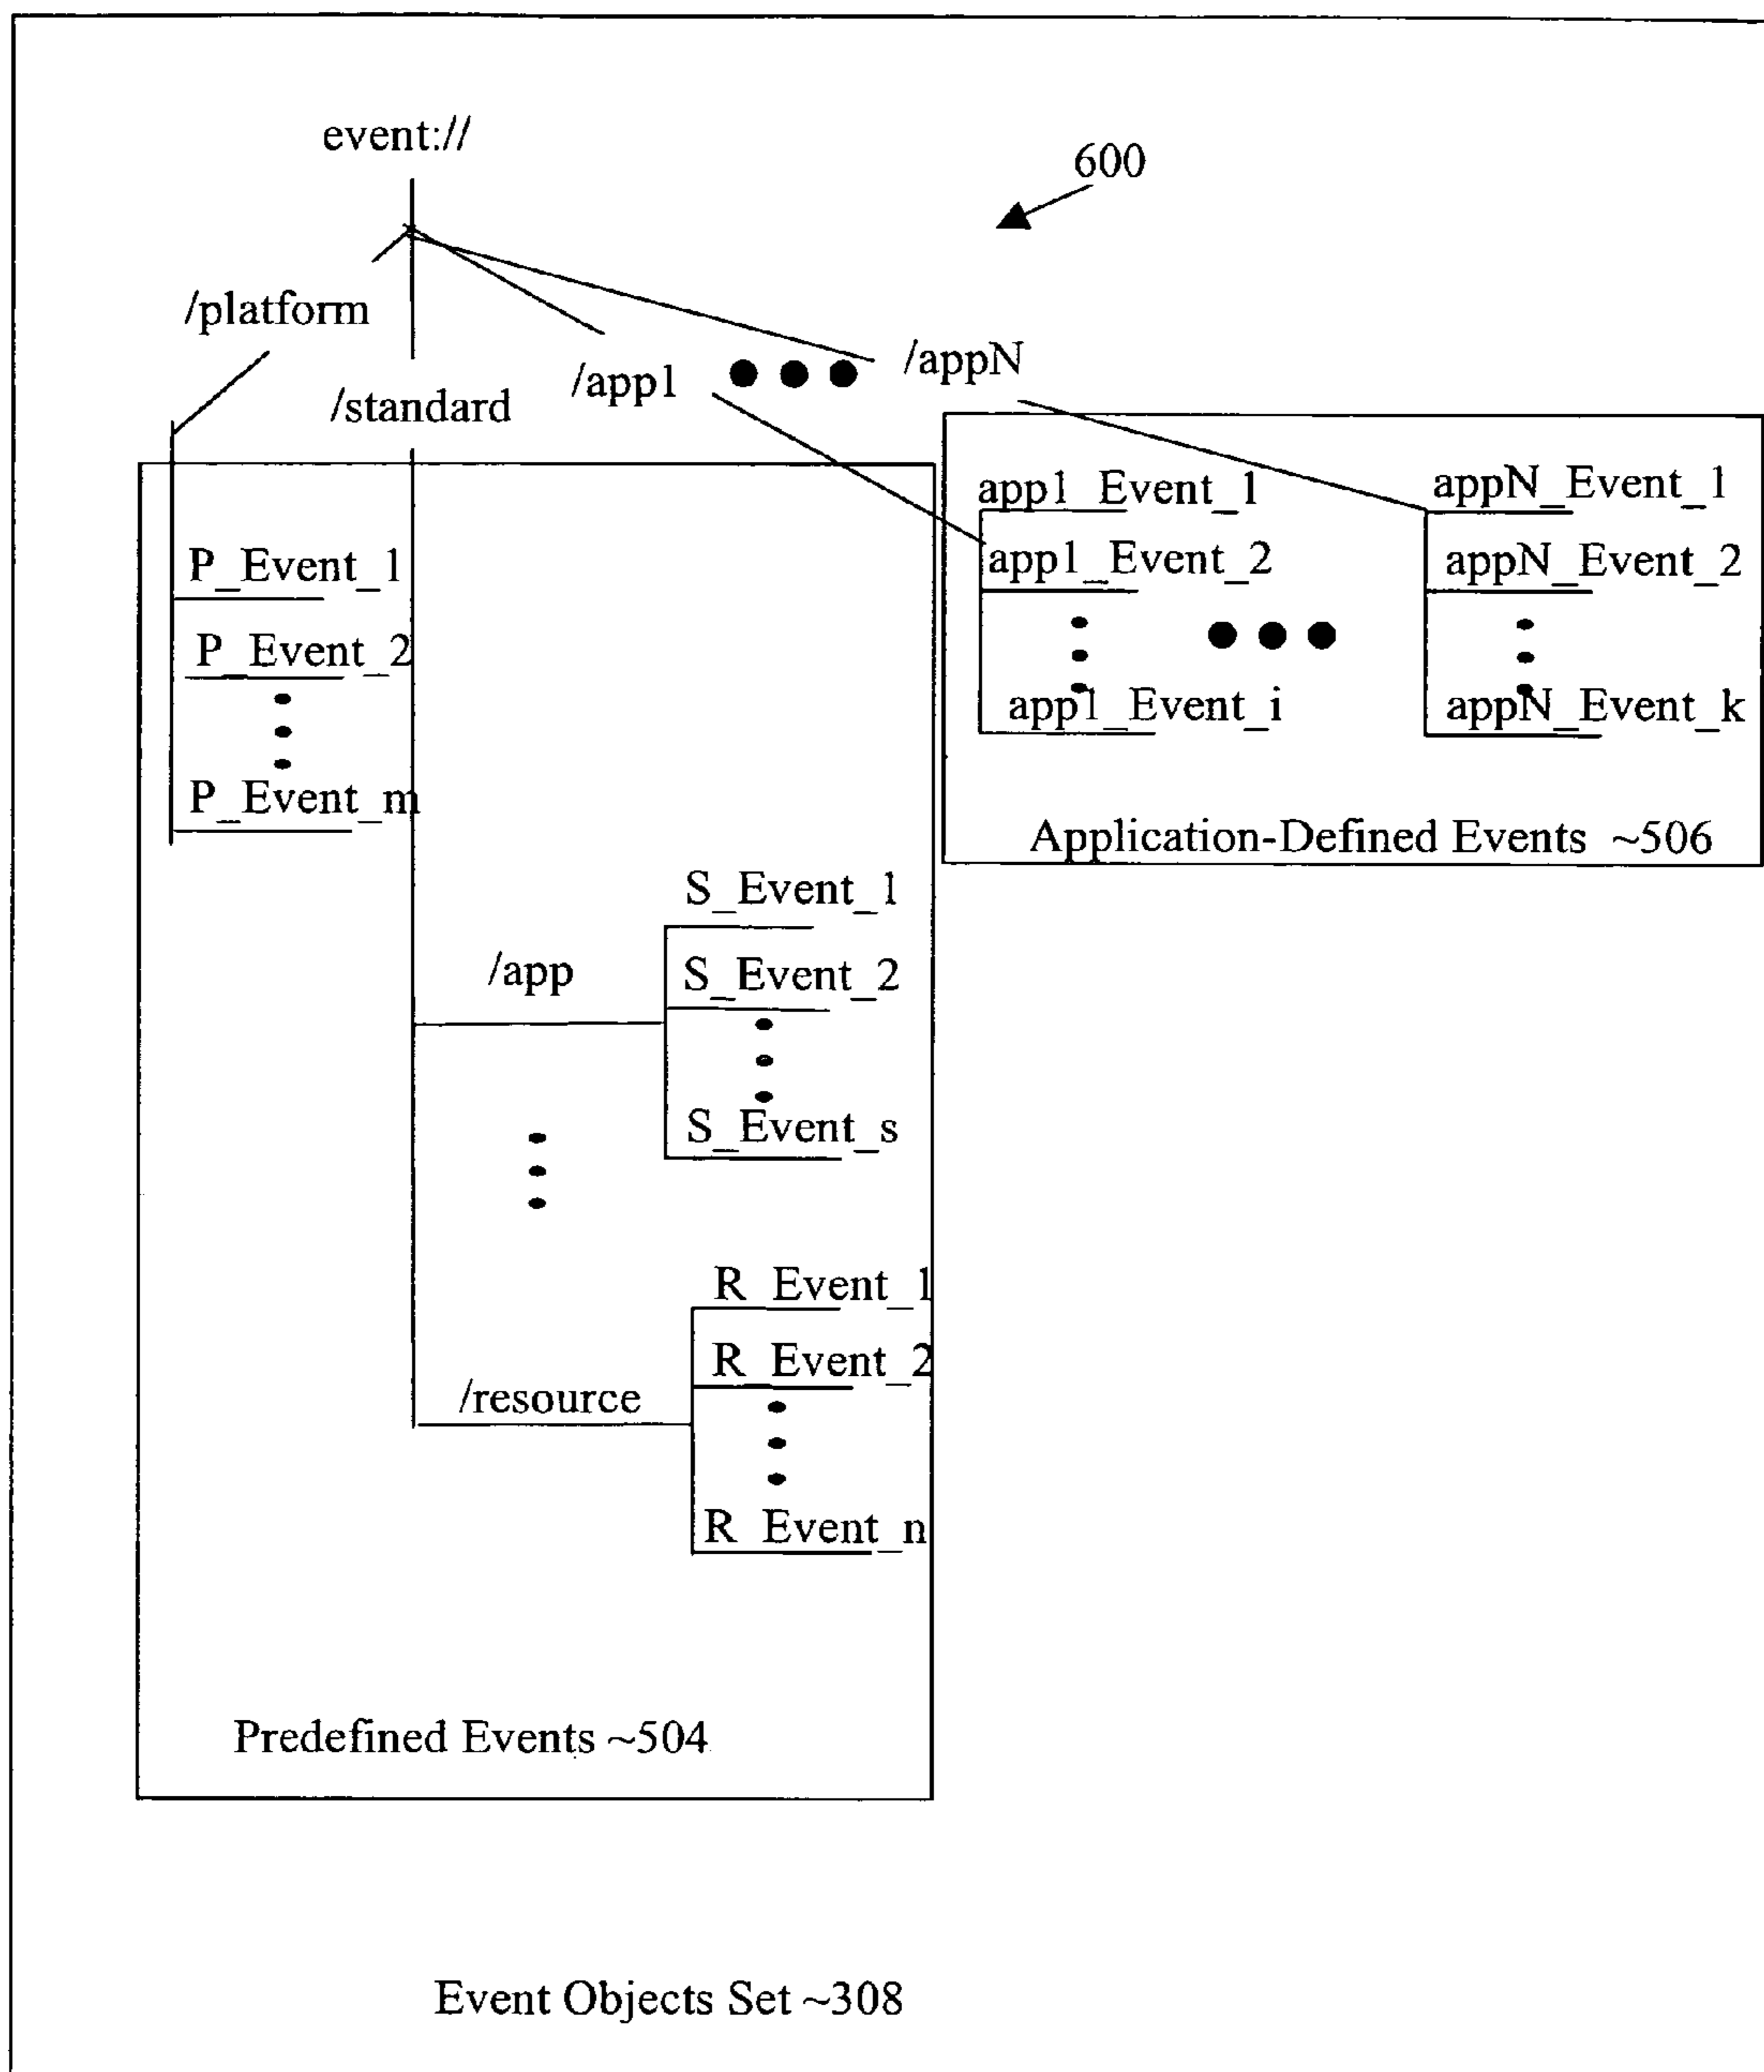 event://
600
/platform
/standard
/app1
/appN
app1_Event_1
app1_Event_2
app1_Event_i
appN_Event_1
appN_Event_2
appN_Event_k
Application-Defined Events ~506
P_Event_1
P_Event_2
P_Event_m
/app
S_Event_1
S_Event_2
S_Event_s
/resource
R_Event_1
R_Event_2
R_Event_n
Predefined Events ~504
Event Objects Set ~308